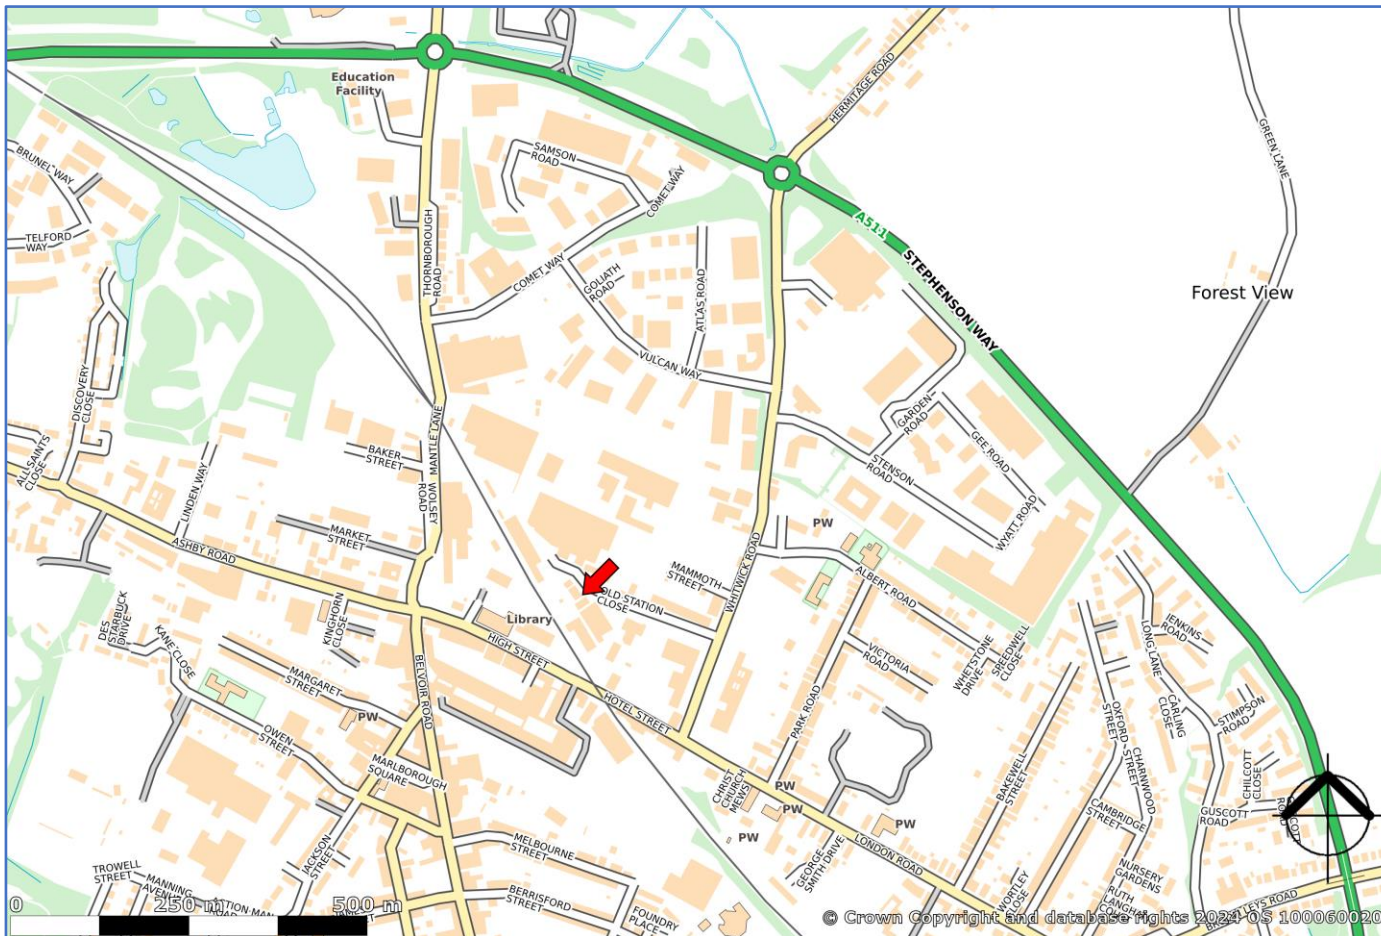 Education
Facility
HERMITAGE ROAD
GREEN LANE
BRUNEL WAY
SAMSON
ROAD
COMET WAY
TELFORD
WAY
THORNBOROUGH
ROAD
A511
STEPHENSON WAY
COMET WAY
GOLIATH
ROAD
ATLAS ROAD
Forest View
VULCAN WAY
DISCOVERY
CLOSE
GARDEN
ROAD
MANTLE LANE
ALL SAINTS
CLOSE
BAKER
STREET
GEE ROAD
LINDEN WAY
WOLSEY
ROAD
STENSON
ROAD
WYATT ROAD
PW
MARKET
STREET
ASHBY ROAD
WHITWICK ROAD
MAMMOTH
STREET
ALBERT ROAD
OLD STATION
CLOSE
DES
STARBUCK
DRIVE
KINGHORN
CLOSE
Library
JENKINS
ROAD
LONG LANE
KANE CLOSE
HIGH STREET
VICTORIA
ROAD
WHETSTONE
DRIVE
SPEEDWELL
CLOSE
MARGARET
STREET
BELVOIR ROAD
PW
HOTEL STREET
PARK ROAD
OXFORD
STREET
CARLING
CLOSE
STIMPSON
ROAD
OWEN
STREET
MARLBOROUGH
SQUARE
CHARNWOOD
STREET
BAKEWELL
STREET
CHILCOTT
CLOSE
CHRIST
CHURCH
MEWS
PW
PW
PW
PW
CAMBRIDGE
STREET
GUSCOTT
ROAD
ROAD
MELBOURNE
STREET
JACKSON
STREET
LONDON ROAD
GEORGE
SMITH DRIVE
TROWELL
STREET
MANNING
BERRISFORD
STREET
FOUNDRY
PLACE
WORTLEY
CLOSE
NURSERY
GARDENS
RUTH
ROAD
0
250 m
500 m
© Crown Copyright and database rights 2024 OS 100060020